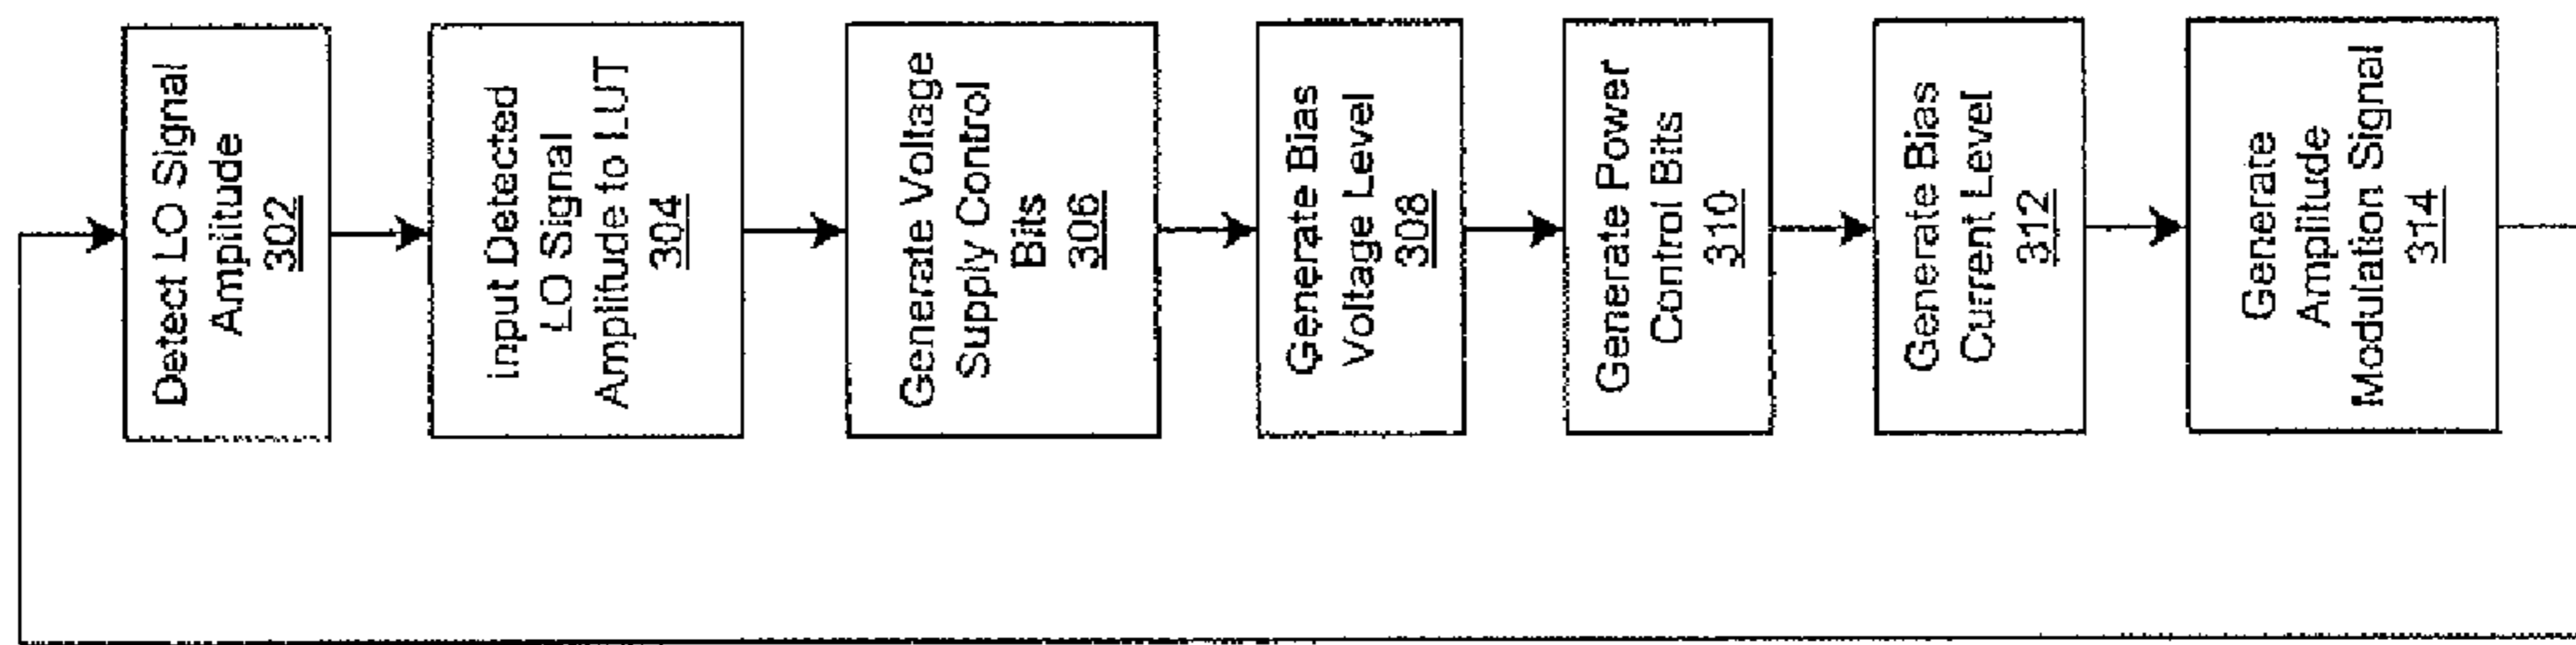 Detect LO Signal
Amplitude
302
Input Detected
LO Signal
Amplitude to LUT
304
Generate Voltage
Supply Control
Bits
306
Generate Bias
Voltage Level
308
Generate Power
Control Bits
310
Generate Bias
Current Level
312
Generate
Amplitude
Modulation Signal
314